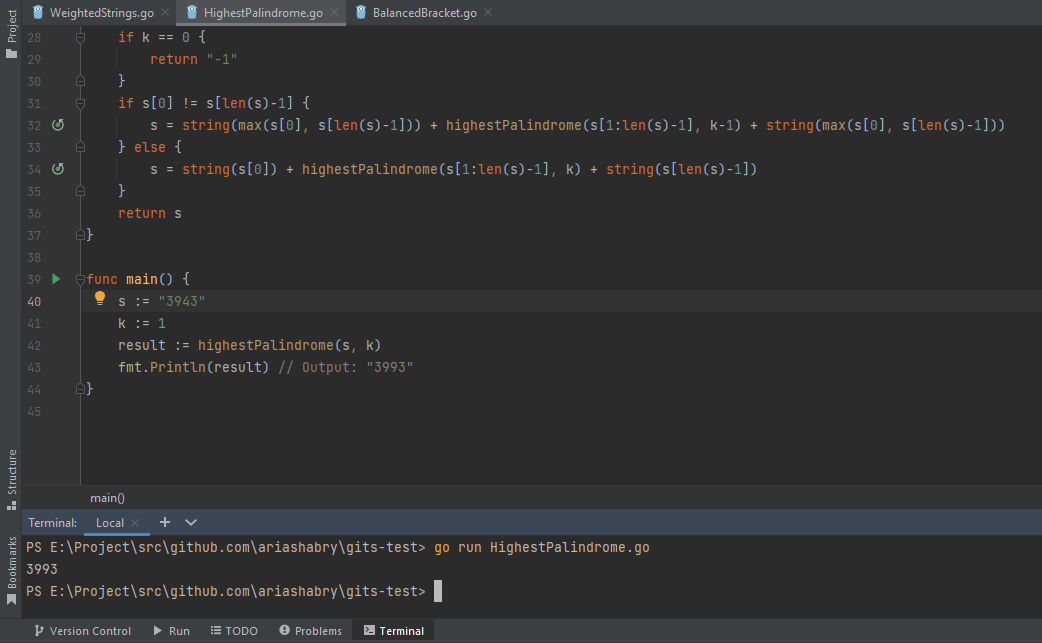 Project
WeightedStrings.go
HighestPalindrome.go
BalancedBracket.go
28 if k == 0 {
29 return "-1"
30 }
31 if s[0] != s[len(s)-1] {
32 s = string(max(s[0], s[len(s)-1])) + highestPalindrome(s[1:len(s)-1], k-1) + string(max(s[0], s[len(s)-1]))
33 } else {
34 s = string(s[0]) + highestPalindrome(s[1:len(s)-1], k) + string(s[len(s)-1])
35 }
36 return s
37 }
38
39 func main() {
40 s := "3943"
41 k := 1
42 result := highestPalindrome(s, k)
43 fmt.Println(result) // Output: "3993"
44 }
45
Structure
Bookmarks
main()
Terminal: Local
PS E:\Project\src\github.com\ariashabry\gits-test> go run HighestPalindrome.go
3993
PS E:\Project\src\github.com\ariashabry\gits-test>
Version Control Run TODO Problems Terminal